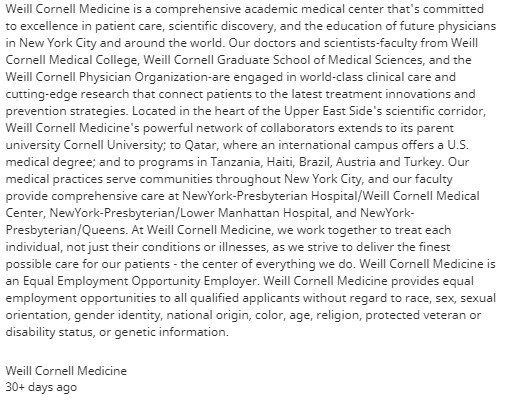 Weill Cornell Medicine is a comprehensive academic medical center that's committed
to excellence in patient care, scientific discovery, and the education of future physicians
in New York City and around the world. Our doctors and scientists-faculty from Weill
Cornell Medical College, Weill Cornell Graduate School of Medical Sciences, and the
Weill Cornell Physician Organization-are engaged in world-class clinical care and
cutting-edge research that connect patients to the latest treatment innovations and
prevention strategies. Located in the heart of the Upper East Side's scientific corridor,
Weill Cornell Medicine's powerful network of collaborators extends to its parent
university Cornell University; to Qatar, where an international campus offers a U.S.
medical degree; and to programs in Tanzania, Haiti, Brazil, Austria and Turkey. Our
medical practices serve communities throughout New York City, and our faculty
provide comprehensive care at NewYork-Presbyterian Hospital/Weill Cornell Medical
Center, NewYork-Presbyterian/Lower Manhattan Hospital, and NewYork-
Presbyterian/Queens. At Weill Cornell Medicine, we work together to treat each
individual, not just their conditions or illnesses, as we strive to deliver the finest
possible care for our patients - the center of everything we do. Weill Cornell Medicine is
an Equal Employment Opportunity Employer. Weill Cornell Medicine provides equal
employment opportunities to all qualified applicants without regard to race, sex, sexual
orientation, gender identity, national origin, color, age, religion, protected veteran or
disability status, or genetic information.
Weill Cornell Medicine
30+ days ago